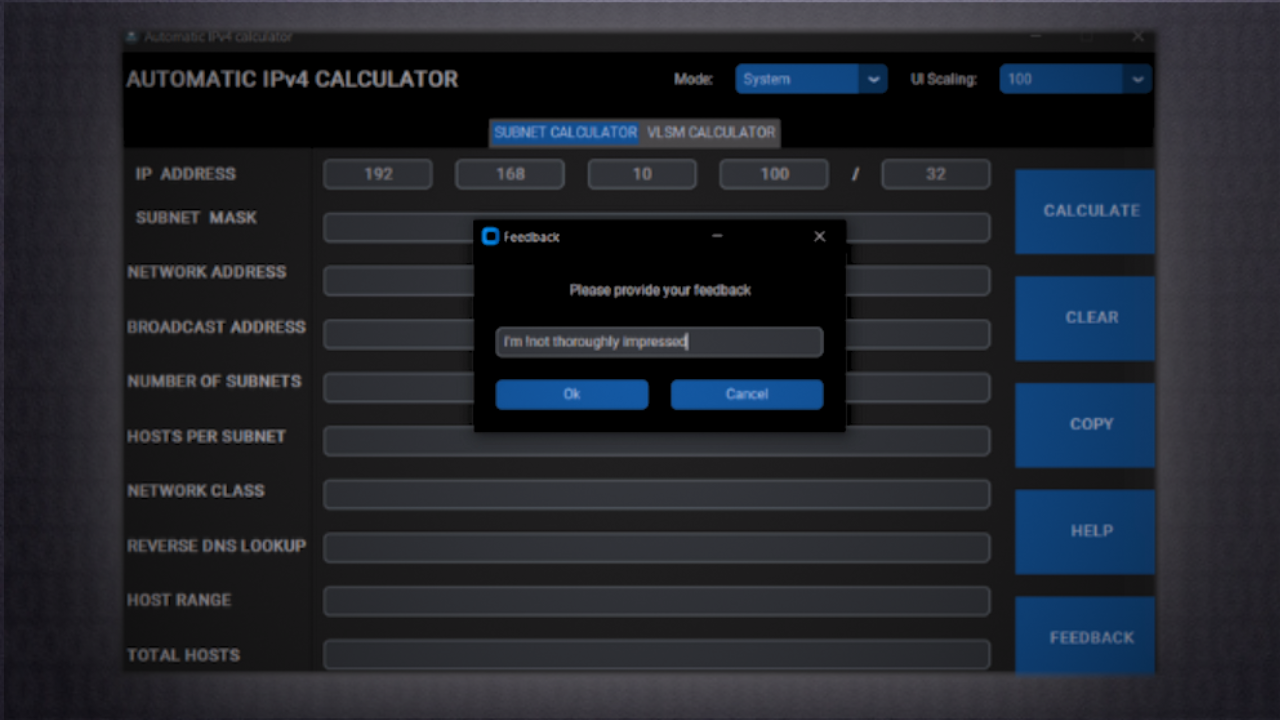 Automatic IPv4 calculator
AUTOMATIC IPv4 CALCULATOR
Mode: System
UI Scaling: 100
SUBNET CALCULATOR VLSM CALCULATOR
IP ADDRESS 192 168 10 100 / 32
CALCULATE
SUBNET MASK
Feedback
NETWORK ADDRESS
Please provide your feedback
CLEAR
BROADCAST ADDRESS
I'm !not thoroughly impressed
NUMBER OF SUBNETS
Ok Cancel
COPY
HOSTS PER SUBNET
NETWORK CLASS
HELP
REVERSE DNS LOOKUP
HOST RANGE
FEEDBACK
TOTAL HOSTS